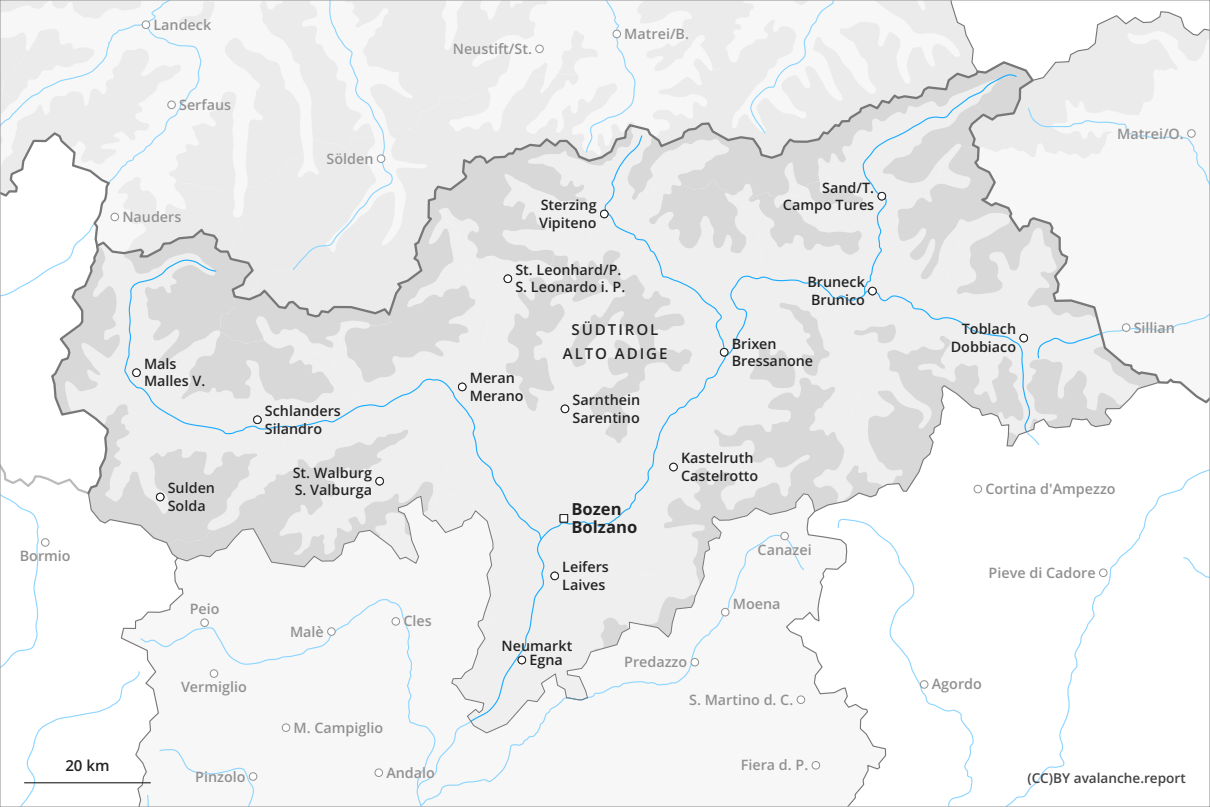 Landeck
Neustift/St.
Matrei/B.
Serfaus
Matrei/O.
Sölden
Nauders
Sand/T.
Campo Tures
Sterzing
Vipiteno
St. Leonhard/P.
S. Leonardo i. P.
Bruneck
Brunico
SÜDTIROL
ALTO ADIGE
Toblach
Dobbiaco
Sillian
Brixen
Bressanone
Mals
Malles V.
Meran
Merano
Schlanders
Silandro
Sarnthein
Sarentino
St. Walburg
S. Valburga
Kastelruth
Castelrotto
Sulden
Solda
Cortina d'Ampezzo
Bozen
Bolzano
Bormio
Canazei
Leifers
Laives
Pieve di Cadore
Peio
Malè
Cles
Moena
Neumarkt
Egna
Predazzo
Vermiglio
Agordo
S. Martino d. C.
M. Campiglio
20 km
Pinzolo
Andalo
Fiera d. P.
(CC)BY avalanche.report